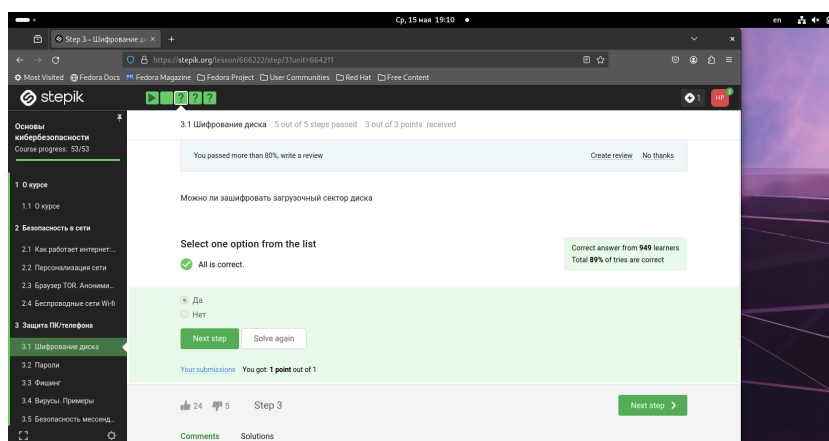 Ср, 15 мая 19:10
en
Step 3 – Шифрование д
https://stepik.org/lesson/666222/step/3?unit=664211
Most Visited Fedora Docs Fedora Magazine Fedora Project User Communities Red Hat Free Content
stepik
1
HP
2
Основы кибербезопасности
Course progress: 53/53
3.1 Шифрование диска 5 out of 5 steps passed 3 out of 3 points received
You passed more than 80%, write a review Create review No thanks
1 О курсе
1.1 О курсе
2 Безопасность в сети
2.1 Как работает интернет:...
2.2 Персонализация сети
2.3 Браузер TOR. Аноними...
2.4 Беспроводные сети Wi-fi
3 Защита ПК/телефона
3.1 Шифрование диска
3.2 Пароли
3.3 Фишинг
3.4 Вирусы. Примеры
3.5 Безопасность мессенд...
Можно ли зашифровать загрузочный сектор диска
Select one option from the list
All is correct.
Correct answer from 949 learners
Total 89% of tries are correct
Да
Нет
Next step Solve again
Your submissions You got: 1 point out of 1
24 5 Step 3 Next step
Comments Solutions